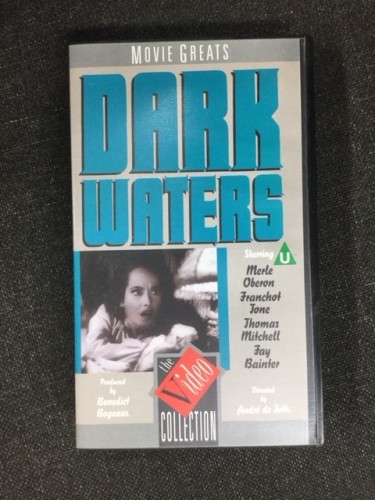 MOVIE GREATS
DARK
WATERS
Starring
U
Merle
Oberon
Franchot
Tone
Thomas
Mitchell
Fay
Bainter
Produced
by
Benedict
Bogeaus.
the
Video
COLLECTION
Directed
by
André de Toth.